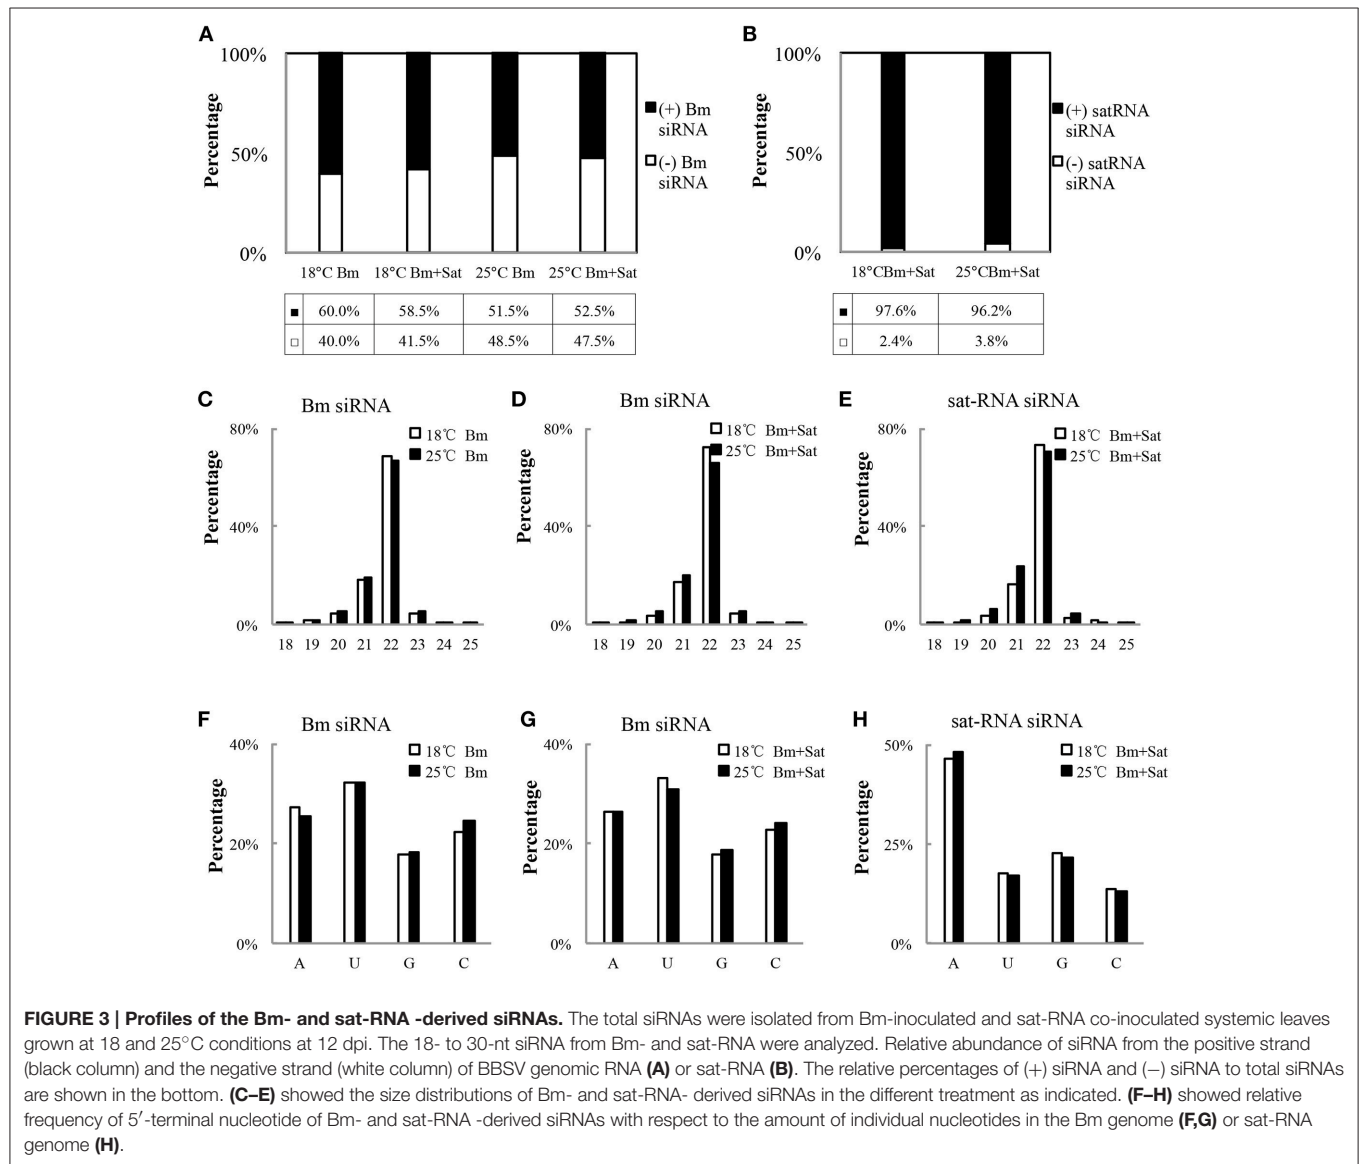 A
100%
50%
0%
Percentage
(+) Bm
siRNA
(-) Bm
siRNA
18°C Bm
18°C Bm+Sat
25°C Bm
25°C Bm+Sat
■ 60.0% 58.5% 51.5% 52.5%
□ 40.0% 41.5% 48.5% 47.5%
B
100%
50%
0%
Percentage
(+) satRNA
siRNA
(-) satRNA
siRNA
18°CBm+Sat
25°CBm+Sat
■ 97.6% 96.2%
□ 2.4% 3.8%
C
Bm siRNA
18℃ Bm
25℃ Bm
80%
40%
0%
Percentage
18 19 20 21 22 23 24 25
D
Bm siRNA
18℃ Bm+Sat
25℃ Bm+Sat
80%
40%
0%
Percentage
18 19 20 21 22 23 24 25
E
sat-RNA siRNA
18℃ Bm+Sat
25℃ Bm+Sat
80%
40%
0%
Percentage
18 19 20 21 22 23 24 25
F
Bm siRNA
18℃ Bm
25℃ Bm
40%
20%
0%
Percentage
A U G C
G
Bm siRNA
18℃ Bm+Sat
25℃ Bm+Sat
40%
20%
0%
Percentage
A U G C
H
sat-RNA siRNA
18℃ Bm+Sat
25℃ Bm+Sat
50%
25%
0%
Percentage
A U G C
FIGURE 3 | Profiles of the Bm- and sat-RNA -derived siRNAs. The total siRNAs were isolated from Bm-inoculated and sat-RNA co-inoculated systemic leaves
grown at 18 and 25°C conditions at 12 dpi. The 18- to 30-nt siRNA from Bm- and sat-RNA were analyzed. Relative abundance of siRNA from the positive strand
(black column) and the negative strand (white column) of BBSV genomic RNA (A) or sat-RNA (B). The relative percentages of (+) siRNA and (−) siRNA to total siRNAs
are shown in the bottom. (C–E) showed the size distributions of Bm- and sat-RNA- derived siRNAs in the different treatment as indicated. (F–H) showed relative
frequency of 5′-terminal nucleotide of Bm- and sat-RNA -derived siRNAs with respect to the amount of individual nucleotides in the Bm genome (F,G) or sat-RNA
genome (H).